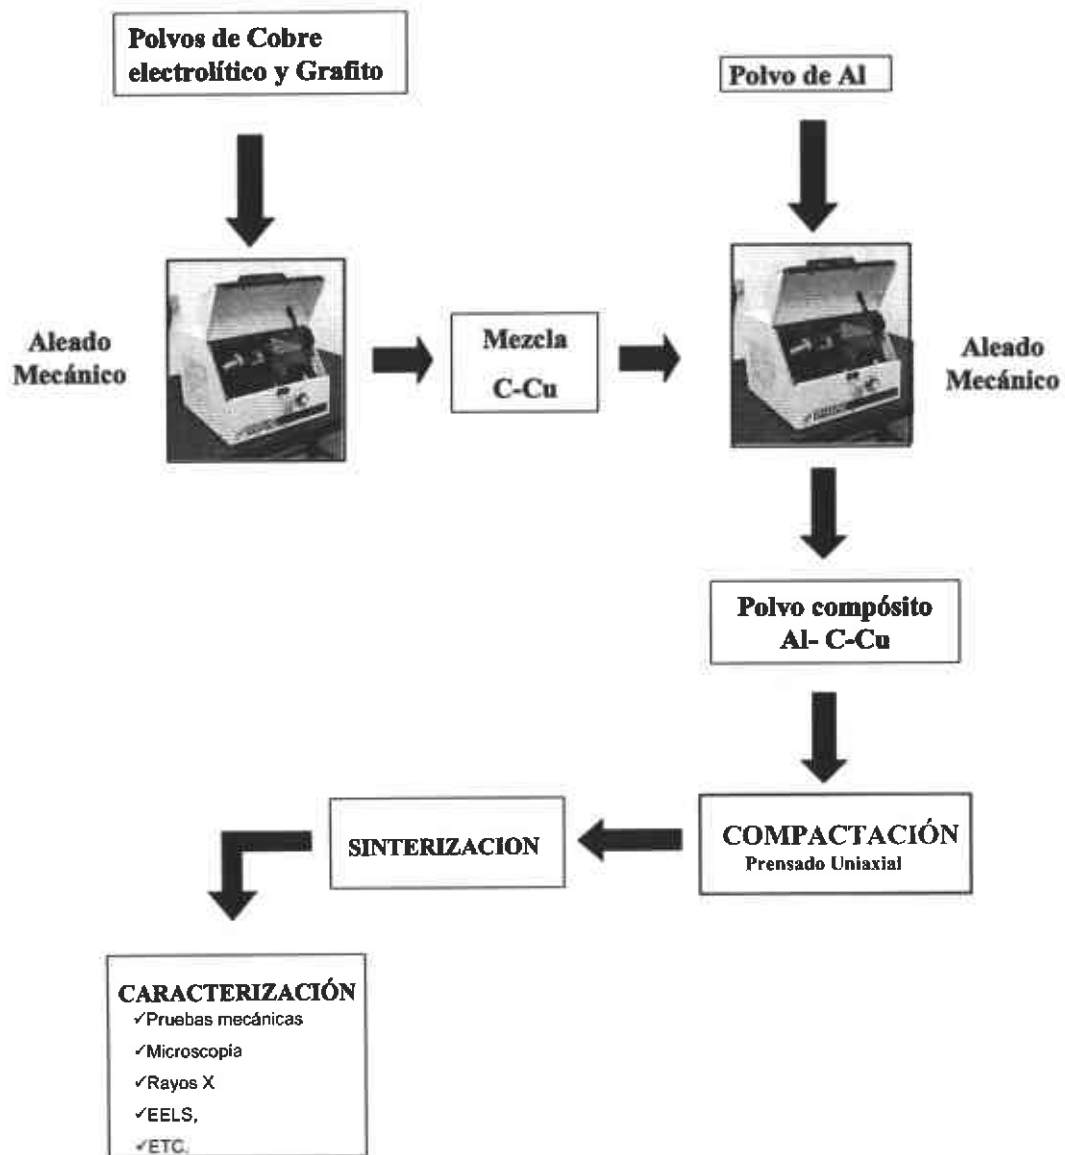 Polvos de Cobre
electrolítico y Grafito
Polvo de Al
Aleado
Mecánico
Mezcla
C-Cu
Aleado
Mecánico
Polvo compósito
Al- C-Cu
COMPACTACIÓN
Prensado Uniaxial
SINTERIZACION
CARACTERIZACIÓN
✓Pruebas mecánicas
✓Microscopía
✓Rayos X
✓EELS,
✓ETC.